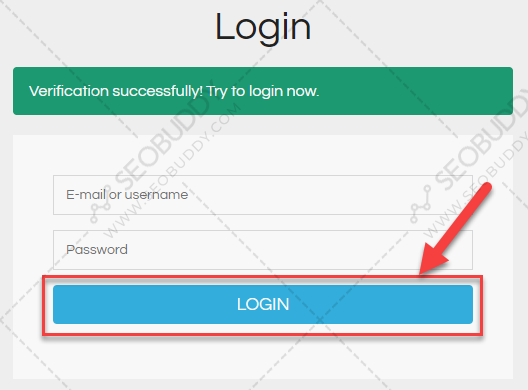 Login
Verification successfully! Try to login now.
SEOBUDDY
WWW.SEOBUDDY.COM
SEOBUDDY
WWW.SEOBUDDY.COM
E-mail or username
Password
LOGIN